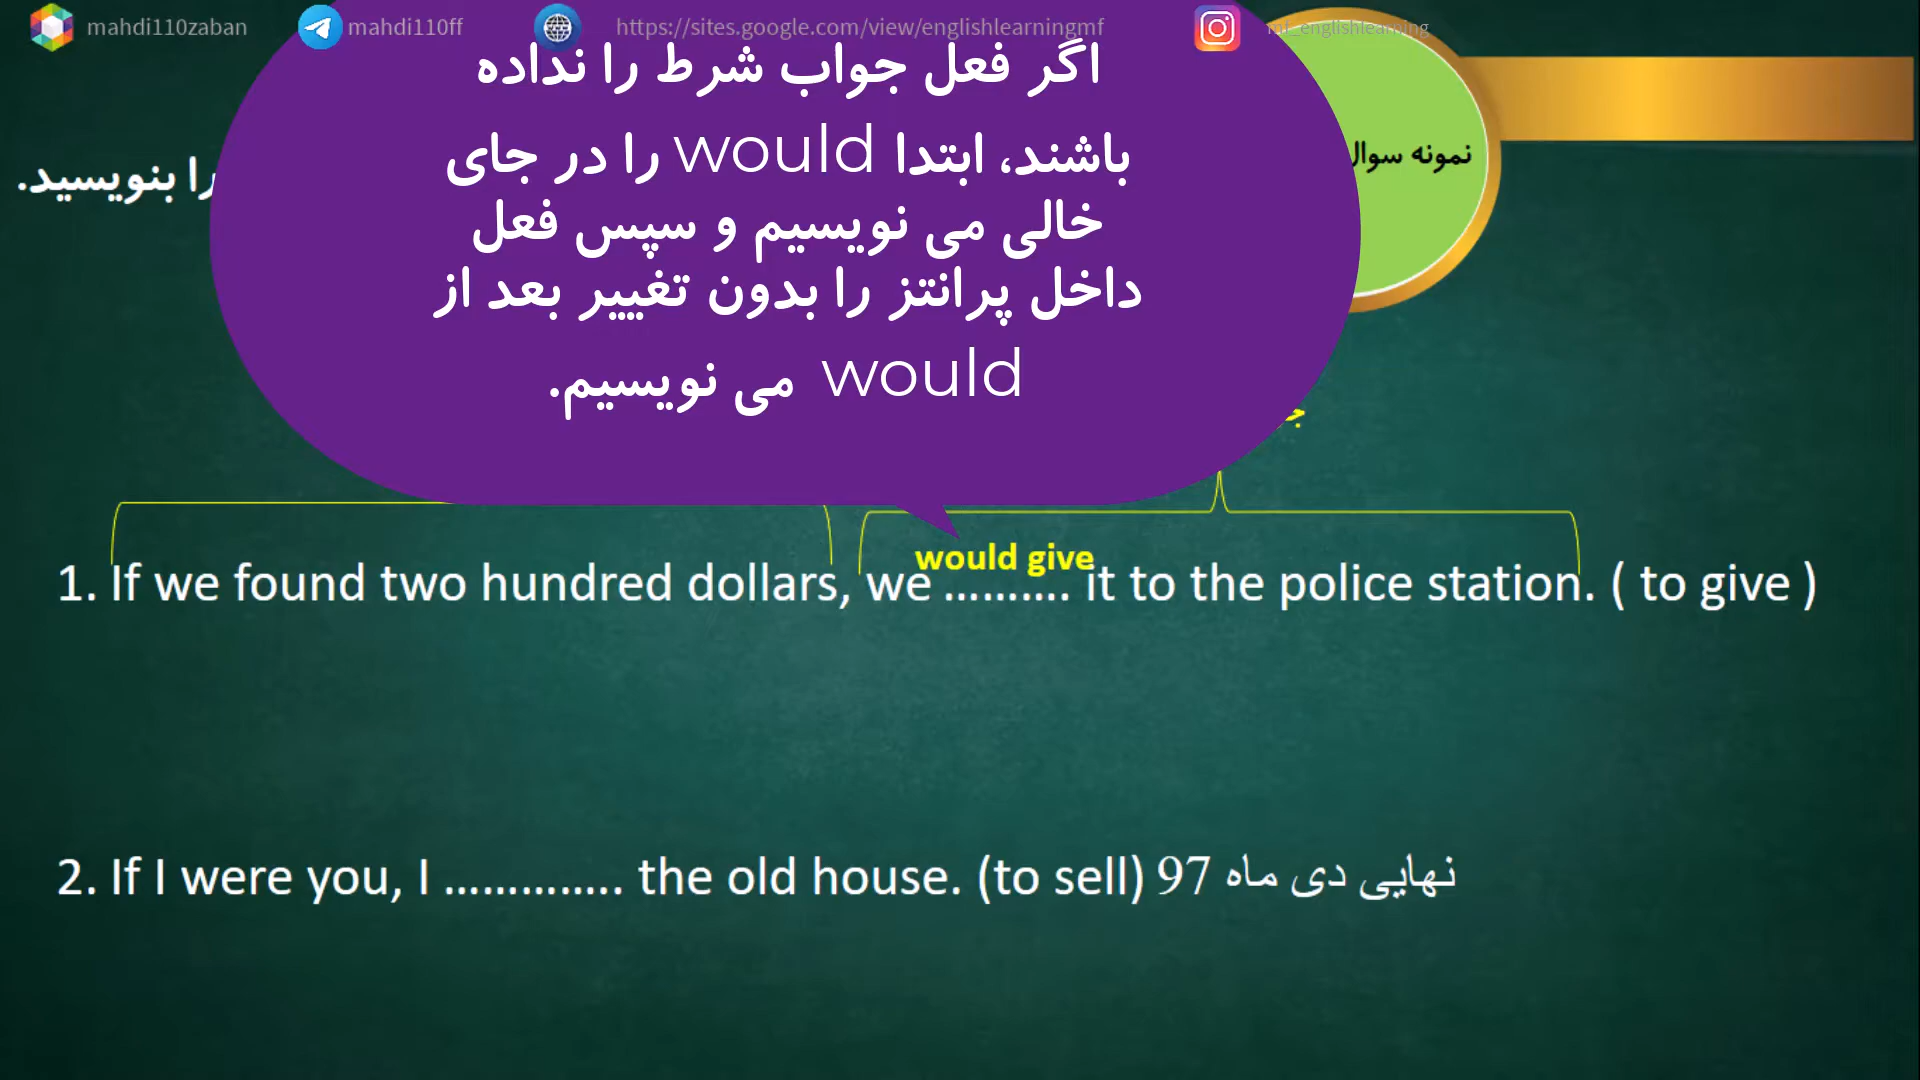 mahdi110zaban mahdi110ff https://sites.google.com/view/englishlearningmf mf_englishlearning
اگر فعل جواب شرط را نداده
باشند، ابتدا would را در جای
خالی می نویسیم و سپس فعل
داخل پرانتز را بدون تغییر بعد از
would می نویسیم.
نمونه سوال
را بنویسید.
would give
1. If we found two hundred dollars, we ………. it to the police station. ( to give )
2. If I were you, I ………….. the old house. (to sell) نهایی دی ماه 97